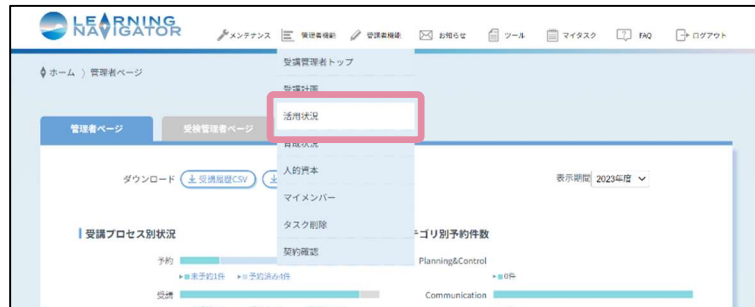 LEARNING
NAVIGATOR
メンテナンス 管理者機能 受講者機能 お知らせ ツール マイタスク ? FAQ ログアウト
ホーム 〉管理者ページ
受講管理者トップ
受講計画
活用状況
育成状況
人的資本
マイメンバー
タスク削除
契約確認
管理者ページ 受検管理者ページ
ダウンロード 受講履歴CSV 表示期間 2023年度
受講プロセス別状況
予約
▶■未予約1件 ▶■予約済み4件
受講
ゴリ別予約件数
Planning&Control
▶■0件
Communication